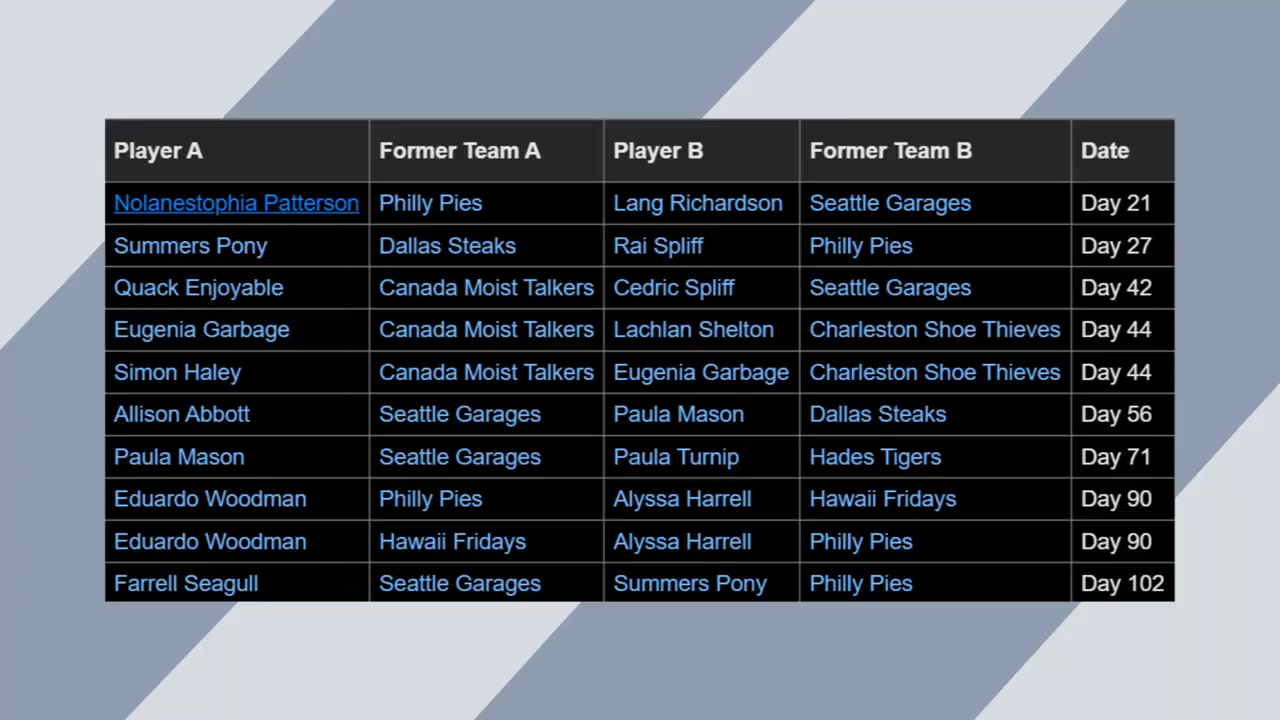 Player A Former Team A Player B Former Team B Date
Nolanestophia Patterson Philly Pies Lang Richardson Seattle Garages Day 21
Summers Pony Dallas Steaks Rai Spliff Philly Pies Day 27
Quack Enjoyable Canada Moist Talkers Cedric Spliff Seattle Garages Day 42
Eugenia Garbage Canada Moist Talkers Lachlan Shelton Charleston Shoe Thieves Day 44
Simon Haley Canada Moist Talkers Eugenia Garbage Charleston Shoe Thieves Day 44
Allison Abbott Seattle Garages Paula Mason Dallas Steaks Day 56
Paula Mason Seattle Garages Paula Turnip Hades Tigers Day 71
Eduardo Woodman Philly Pies Alyssa Harrell Hawaii Fridays Day 90
Eduardo Woodman Hawaii Fridays Alyssa Harrell Philly Pies Day 90
Farrell Seagull Seattle Garages Summers Pony Philly Pies Day 102